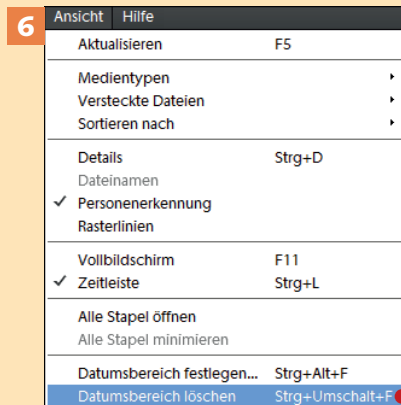 6
Ansicht Hilfe
Aktualisieren F5
Medientypen
Versteckte Dateien
Sortieren nach
Details Strg+D
Dateinamen
Personenerkennung
Rasterlinien
Vollbildschirm F11
Zeitleiste Strg+L
Alle Stapel öffnen
Alle Stapel minimieren
Datumsbereich festlegen... Strg+Alt+F
Datumsbereich löschen Strg+Umschalt+F